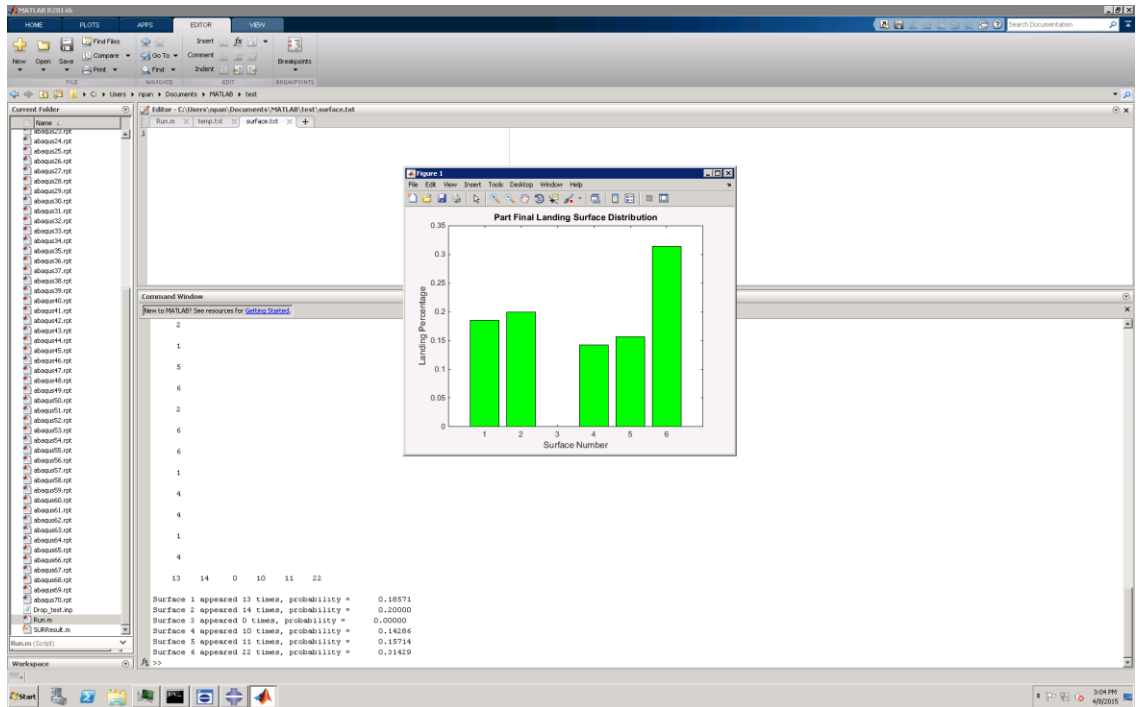 MATLAB R2014b
HOME PLOTS APPS EDITOR VIEW
Search Documentation
Find Files
Insert fx
Compare
Go To
Comment
Breakpoints
New Open Save
Print
Find
Indent
FILE NAVIGATE EDIT BREAKPOINTS
C: Users npan Documents MATLAB test
Current Folder
Editor - C:\Users\npan\Documents\MATLAB\test\surface.txt
Name
Run.m temp.txt surface.txt
1
abaqus23.rpt
abaqus24.rpt
abaqus25.rpt
abaqus26.rpt
abaqus27.rpt
abaqus28.rpt
abaqus29.rpt
abaqus30.rpt
abaqus31.rpt
abaqus32.rpt
abaqus33.rpt
abaqus34.rpt
abaqus35.rpt
abaqus36.rpt
abaqus37.rpt
abaqus38.rpt
abaqus39.rpt
abaqus40.rpt
abaqus41.rpt
abaqus42.rpt
abaqus43.rpt
abaqus44.rpt
abaqus45.rpt
abaqus46.rpt
abaqus47.rpt
abaqus48.rpt
abaqus49.rpt
abaqus50.rpt
abaqus51.rpt
abaqus52.rpt
abaqus53.rpt
abaqus54.rpt
abaqus55.rpt
abaqus56.rpt
abaqus57.rpt
abaqus58.rpt
abaqus59.rpt
abaqus60.rpt
abaqus61.rpt
abaqus62.rpt
abaqus63.rpt
abaqus64.rpt
abaqus65.rpt
abaqus66.rpt
abaqus67.rpt
abaqus68.rpt
abaqus69.rpt
abaqus70.rpt
Drop_test.inp
Run.m
SURResult.m
Run.m (Script)
Workspace
Figure 1
File Edit View Insert Tools Desktop Window Help
Part Final Landing Surface Distribution
0.35
0.3
0.25
0.2
0.15
0.1
0.05
0
Landing Percentage
1 2 3 4 5 6
Surface Number
Command Window
New to MATLAB? See resources for Getting Started.
2
1
5
6
2
6
6
1
4
4
1
4
13 14 0 10 11 22
Surface 1 appeared 13 times, probability = 0.18571
Surface 2 appeared 14 times, probability = 0.20000
Surface 3 appeared 0 times, probability = 0.00000
Surface 4 appeared 10 times, probability = 0.14286
Surface 5 appeared 11 times, probability = 0.15714
Surface 6 appeared 22 times, probability = 0.31429
fx >>
Start
3:04 PM
4/8/2015